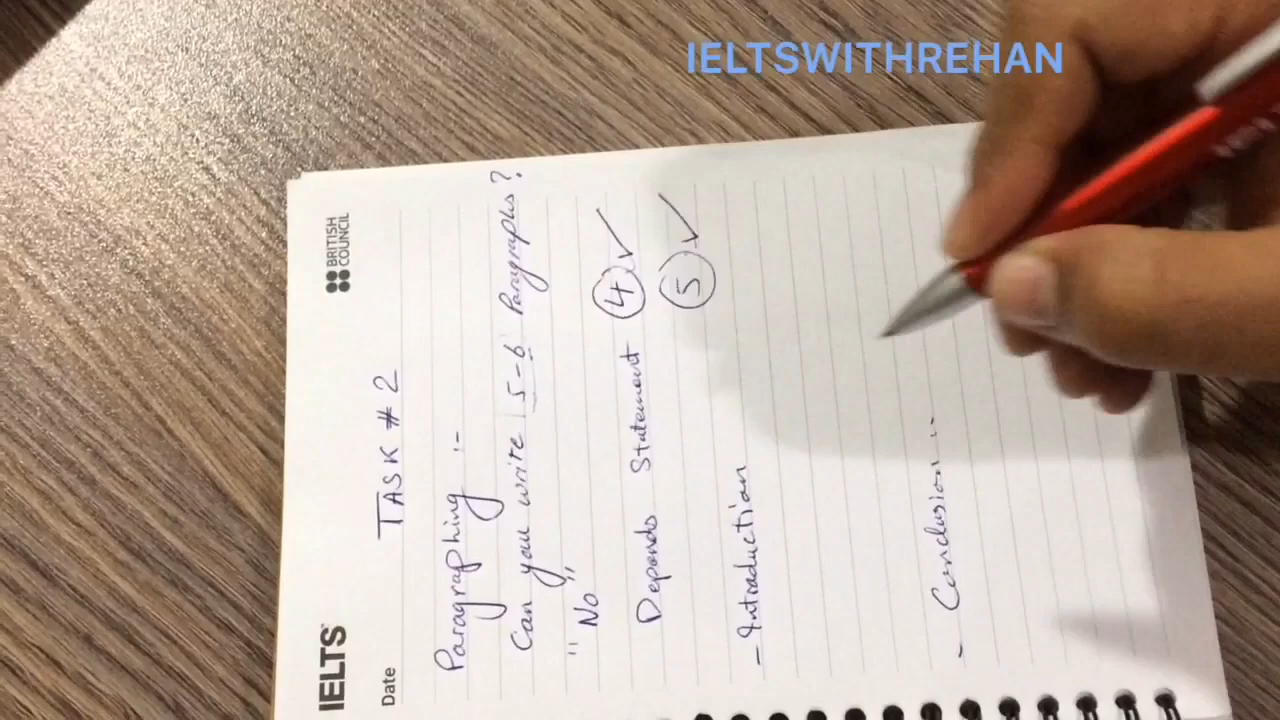 IELTSWITHREHAN
IELTS™ BRITISH COUNCIL
Date
TASK # 2
Paragraphing :-
Can you write 5-6 Paragraphs?
"No"
Depends Statement 4 ✓
5 ✓
- Introduction
- Conclusion :-